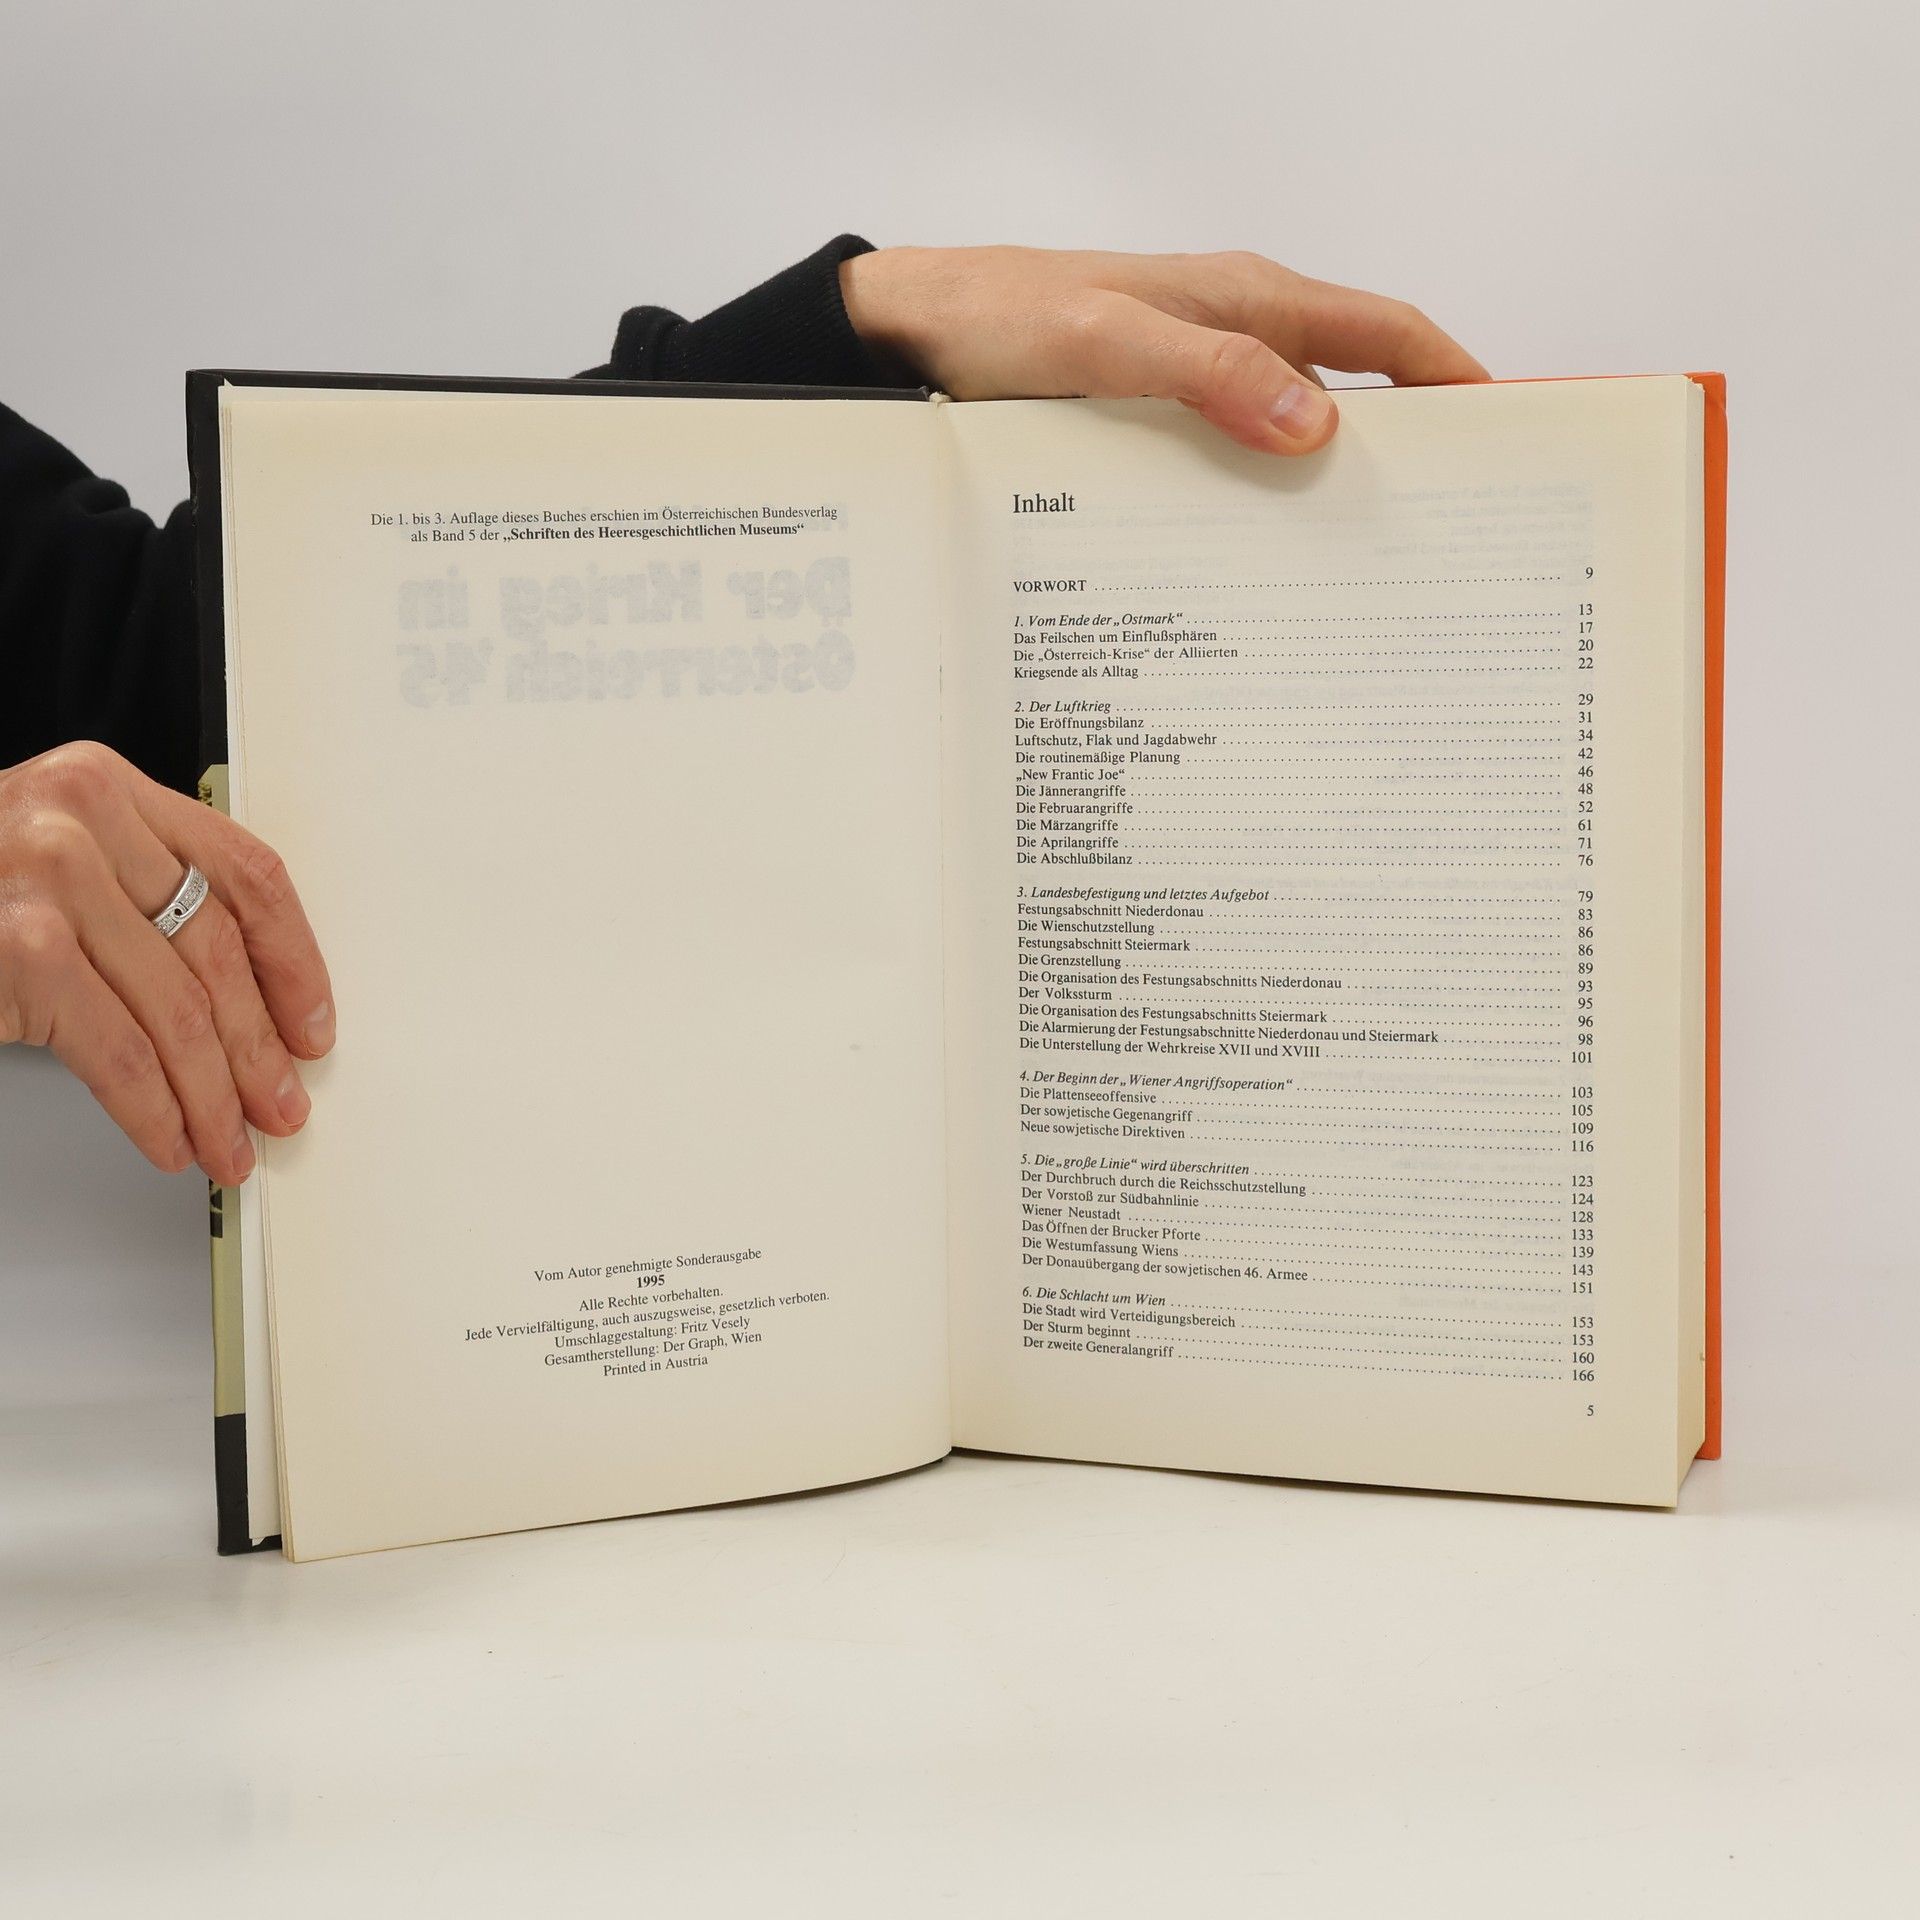 Die 1. bis 3. Auflage dieses Buches erschien im Österreichischen Bundesverlag
als Band 5 der „Schriften des Heeresgeschichtlichen Museums“
Der Krieg in
Österreich '45
Vom Autor genehmigte Sonderausgabe
1995
Alle Rechte vorbehalten.
Jede Vervielfältigung, auch auszugsweise, gesetzlich verboten.
Umschlaggestaltung: Fritz Vesely
Gesamtherstellung: Der Graph, Wien
Printed in Austria
Inhalt
VORWORT 9
1. Vom Ende der „Ostmark“ 13
Das Feilschen um Einflußsphären 17
Die „Österreich-Krise“ der Alliierten 20
Kriegsende als Alltag 22
2. Der Luftkrieg 29
Die Eröffnungsbilanz 31
Luftschutz, Flak und Jagdabwehr 34
Die routinemäßige Planung 42
„New Frantic Joe“ 46
Die Jännerangriffe 48
Die Februarangriffe 52
Die Märzangriffe 61
Die Aprilangriffe 71
Die Abschlußbilanz 76
3. Landesbefestigung und letztes Aufgebot 79
Festungsabschnitt Niederdonau 83
Die Wienschutzstellung 86
Festungsabschnitt Steiermark 86
Die Grenzstellung 89
Die Organisation des Festungsabschnitts Niederdonau 93
Der Volkssturm 95
Die Organisation des Festungsabschnitts Steiermark 96
Die Alarmierung der Festungsabschnitte Niederdonau und Steiermark 98
Die Unterstellung der Wehrkreise XVII und XVIII 101
4. Der Beginn der „Wiener Angriffsoperation“ 103
Die Plattenseeoffensive 105
Der sowjetische Gegenangriff 109
Neue sowjetische Direktiven 116
5. Die „große Linie“ wird überschritten 123
Der Durchbruch durch die Reichsschutzstellung 124
Der Vorstoß zur Südbahnlinie 128
Wiener Neustadt 133
Das Öffnen der Brucker Pforte 139
Die Westumfassung Wiens 143
Der Donauübergang der sowjetischen 46. Armee 151
6. Die Schlacht um Wien 153
Die Stadt wird Verteidigungsbereich 153
Der Sturm beginnt 160
Der zweite Generalangriff 166
5